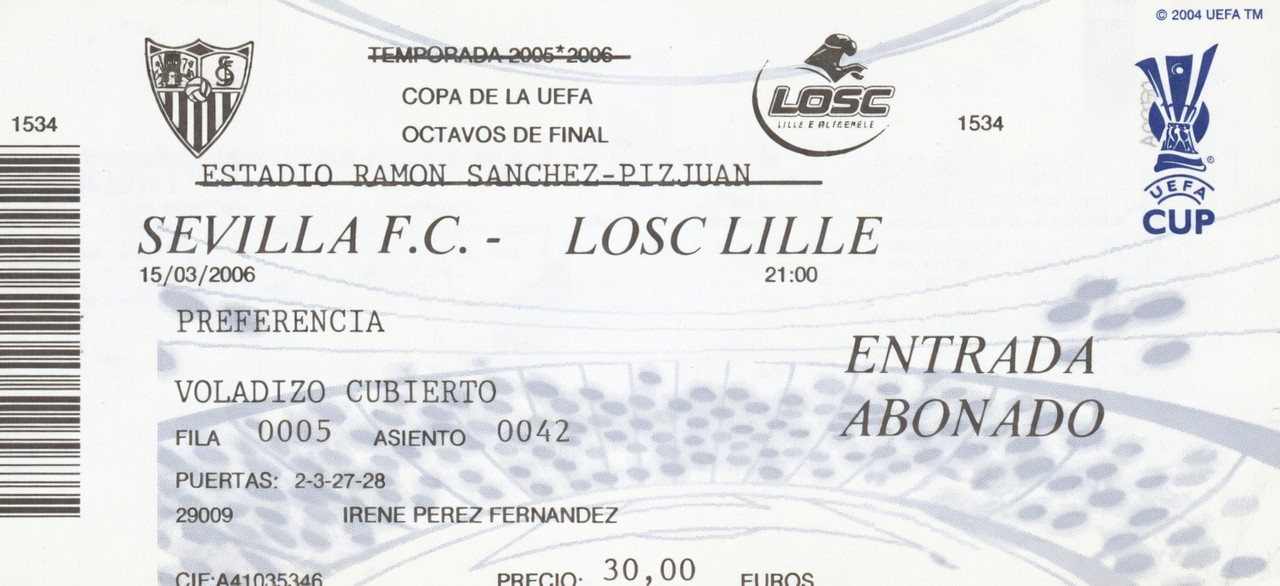 © 2004 UEFA TM
TEMPORADA 2005*2006
COPA DE LA UEFA
OCTAVOS DE FINAL
LOSC
LILLE
1534
1534
ESTADIO RAMON SANCHEZ-PIZJUAN
UEFA
CUP
SEVILLA F.C. - LOSC LILLE
15/03/2006 21:00
PREFERENCIA
ENTRADA
ABONADO
VOLADIZO CUBIERTO
FILA 0005 ASIENTO 0042
PUERTAS: 2-3-27-28
29009 IRENE PEREZ FERNANDEZ
CIF:A41035346 PRECIO: 30,00 EUROS